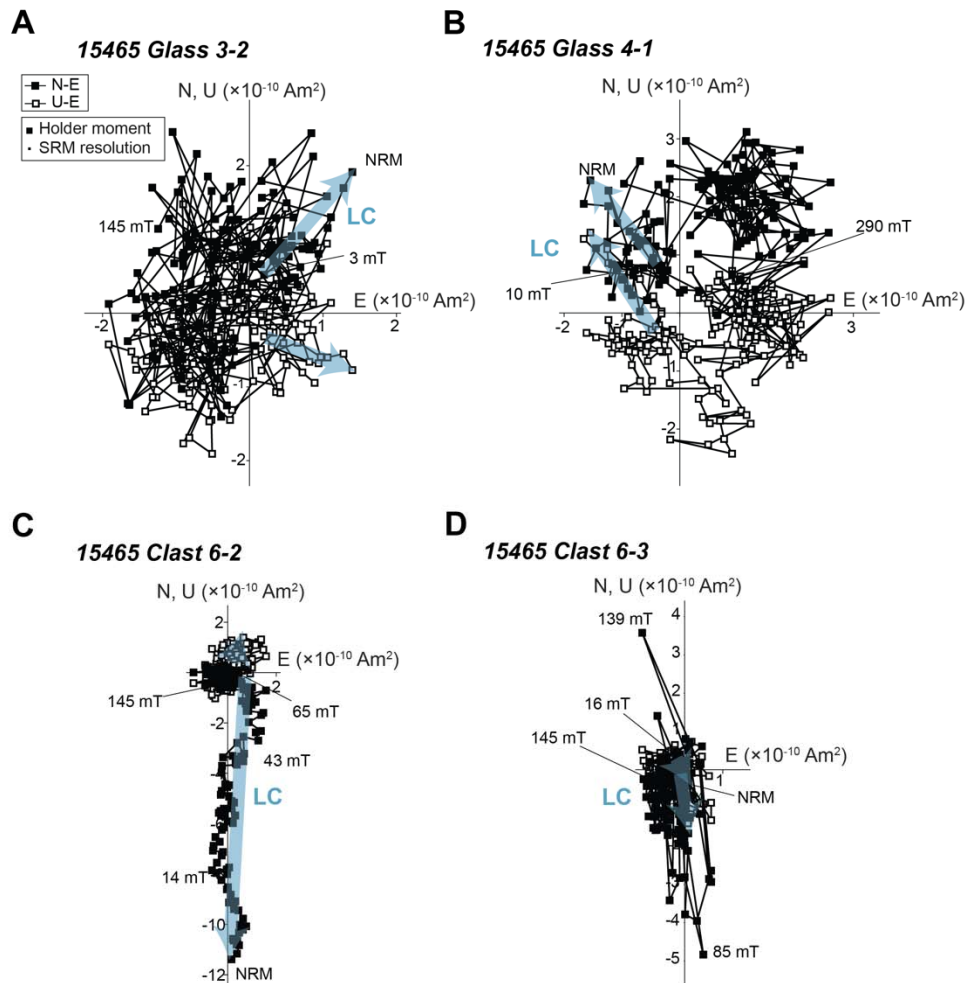 A
15465 Glass 3-2
N-E
U-E
Holder moment
SRM resolution
N, U (×10⁻¹⁰ Am²)
2
NRM
LC
145 mT
3 mT
E (×10⁻¹⁰ Am²)
-2
1
2
-1
-2
B
15465 Glass 4-1
N, U (×10⁻¹⁰ Am²)
3
NRM
LC
290 mT
10 mT
E (×10⁻¹⁰ Am²)
-2
3
-1
-2
C
15465 Clast 6-2
N, U (×10⁻¹⁰ Am²)
2
E (×10⁻¹⁰ Am²)
2
145 mT
65 mT
-2
43 mT
LC
14 mT
-10
-12
NRM
D
15465 Clast 6-3
N, U (×10⁻¹⁰ Am²)
4
139 mT
3
2
16 mT
1
145 mT
E (×10⁻¹⁰ Am²)
1
LC
NRM
-3
-4
85 mT
-5